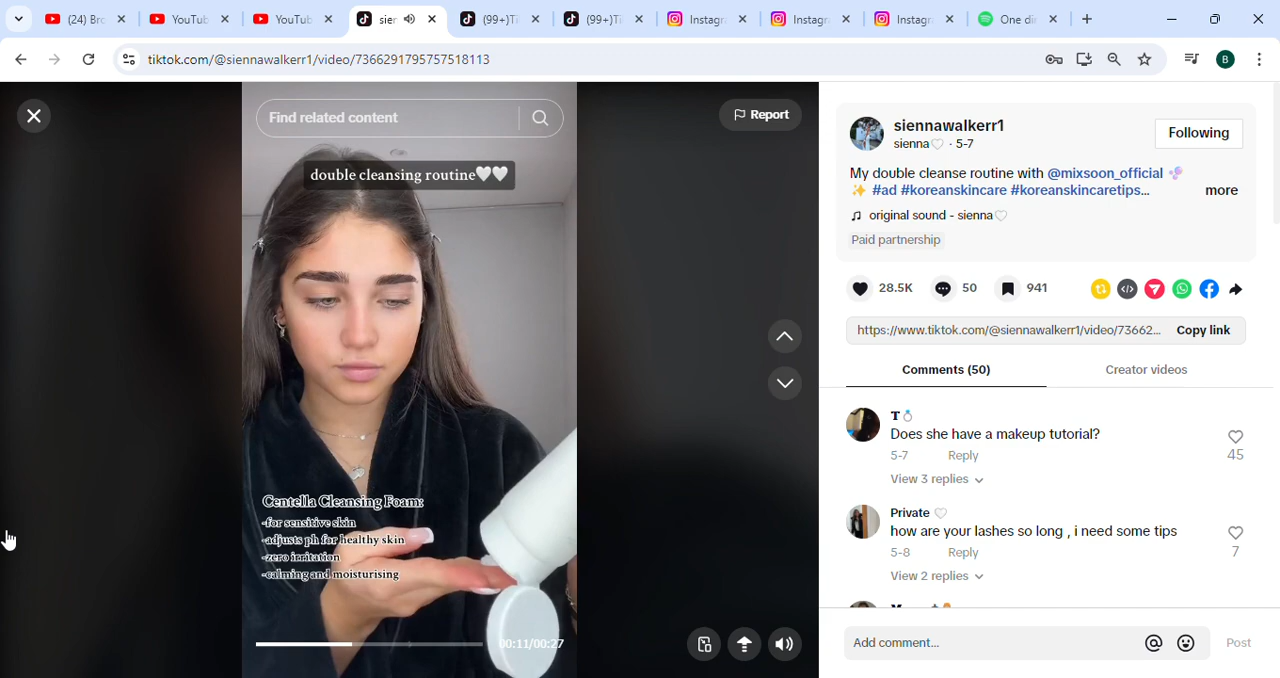 (24) Br
YouTub
YouTub
sier
(99+)Ti
(99+)Ti
Instagr
Instagr
Instagr
One di
tiktok.com/@siennawalkerr1/video/7366291795757518113
B
Find related content
Report
double cleansing routine🤍🤍
Centella Cleansing Foam:
-for sensitive skin
-adjusts ph for healthy skin
-zero irritation
-calming and moisturising
00:11/00:27
siennawalkerr1
sienna🤍 · 5-7
Following
My double cleanse routine with @mixsoon_official 🫧
✨ #ad #koreanskincare #koreanskincaretips... more
♫ original sound - sienna🤍
Paid partnership
28.5K
50
941
https://www.tiktok.com/@siennawalkerr1/video/73662... Copy link
Comments (50)
Creator videos
T💍
Does she have a makeup tutorial?
5-7 Reply
45
View 3 replies
Private 🤍
how are your lashes so long , i need some tips
5-8 Reply
7
View 2 replies
Add comment...
Post